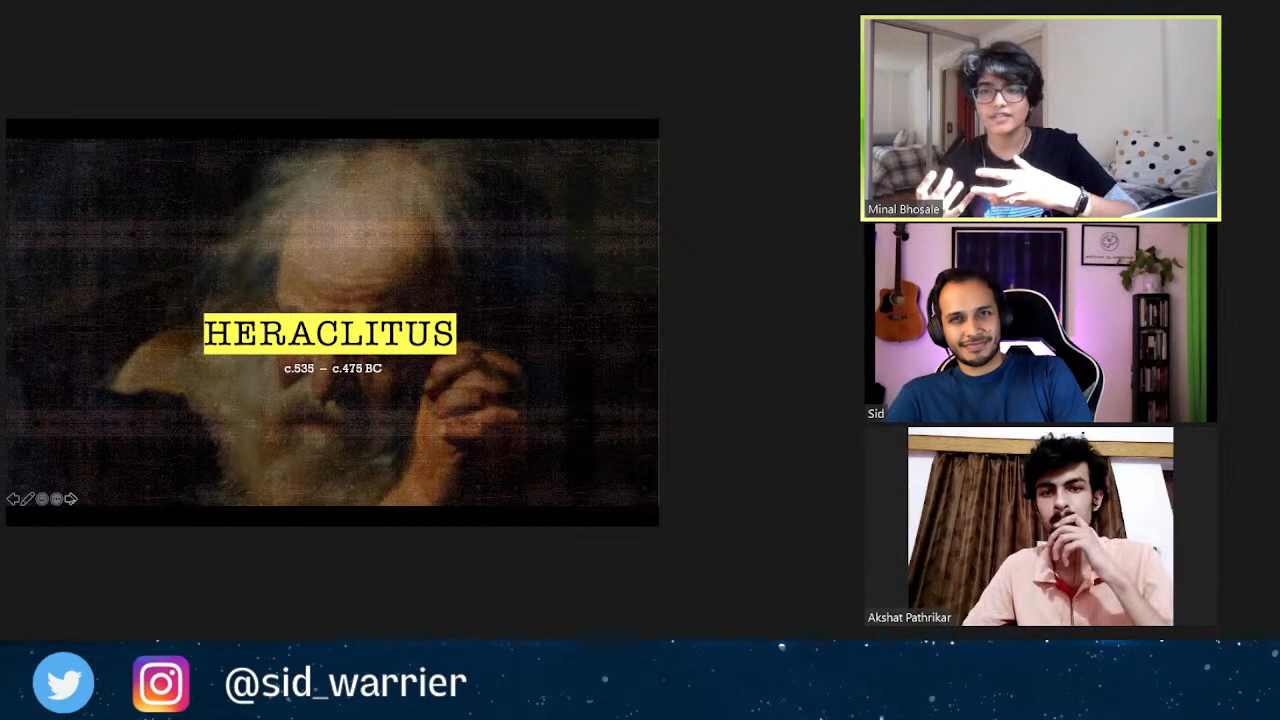 HERACLITUS
c.535 – c.475 BC
Minal Bhosale
Sid
Akshat Pathrikar
@sid_warrier